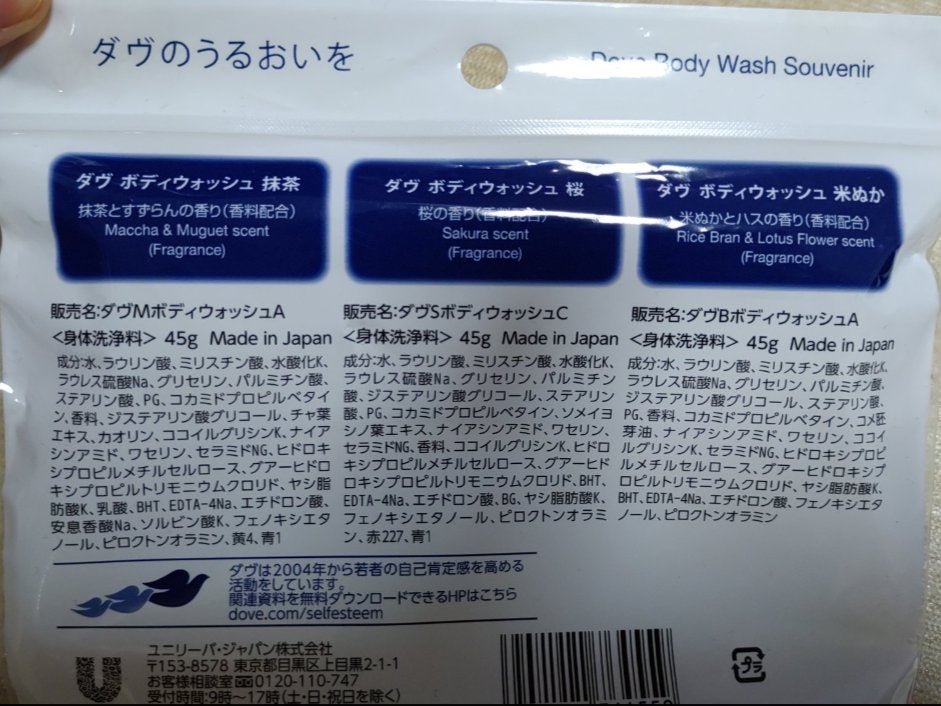 ダヴのうるおいを
Dove Body Wash Souvenir
ダヴ ボディウォッシュ 抹茶
抹茶とすずらんの香り(香料配合)
Maccha & Muguet scent
(Fragrance)
ダヴ ボディウォッシュ 桜
桜の香り(香料配合)
Sakura scent
(Fragrance)
ダヴ ボディウォッシュ 米ぬか
米ぬかとハスの香り(香料配合)
Rice Bran & Lotus Flower scent
(Fragrance)
販売名:ダヴMボディウォッシュA
<身体洗浄料> 45g Made in Japan
成分:水、ラウリン酸、ミリスチン酸、水酸化K、
ラウレス硫酸Na、グリセリン、パルミチン酸、
ステアリン酸、PG、コカミドプロピルベタイ
ン、香料、ジステアリン酸グリコール、チャ葉
エキス、カオリン、ココイルグリシンK、ナイア
シンアミド、ワセリン、セラミドNG、ヒドロキ
シプロピルメチルセルロース、グアーヒドロキ
シプロピルトリモニウムクロリド、ヤシ脂
肪酸K、乳酸、BHT、EDTA-4Na、エチドロン酸、
安息香酸Na、ソルビン酸K、フェノキシエタ
ノール、ピロクトンオラミン、黄4、青1
販売名:ダヴSボディウォッシュC
<身体洗浄料> 45g Made in Japan
成分:水、ラウリン酸、ミリスチン酸、水酸化K、
ラウレス硫酸Na、グリセリン、パルミチン
酸、ジステアリン酸グリコール、ステアリン
酸、PG、コカミドプロピルベタイン、ソメイヨ
シノ葉エキス、ナイアシンアミド、ワセリン、
セラミドNG、香料、ココイルグリシンK、ヒドロ
キシプロピルメチルセルロース、グアーヒド
ロキシプロピルトリモニウムクロリド、BHT、
EDTA-4Na、エチドロン酸、BG、ヤシ脂肪酸K、
フェノキシエタノール、ピロクトンオラミ
ン、赤227、青1
販売名:ダヴBボディウォッシュA
<身体洗浄料> 45g Made in Japan
成分:水、ラウリン酸、ミリスチン酸、水酸化K、
ラウレス硫酸Na、グリセリン、パルミチン酸、
ジステアリン酸グリコール、ステアリン酸、
PG、香料、コカミドプロピルベタイン、コメ胚
芽油、ナイアシンアミド、ワセリン、ココイ
ルグリシンK、セラミドNG、ヒドロキシプロピ
ルメチルセルロース、グアーヒドロキシプ
ロピルトリモニウムクロリド、ヤシ脂肪酸K、
BHT、EDTA-4Na、エチドロン酸、フェノキシエタ
ノール、ピロクトンオラミン
ダヴは2004年から若者の自己肯定感を高める
活動をしています。
関連資料を無料ダウンロードできるHPはこちら
dove.com/selfesteem
ユニリーバ・ジャパン株式会社
〒153-8578 東京都目黒区上目黒2-1-1
お客様相談室 0120-110-747
受付時間:9時〜17時(土・日・祝日を除く)
プラ